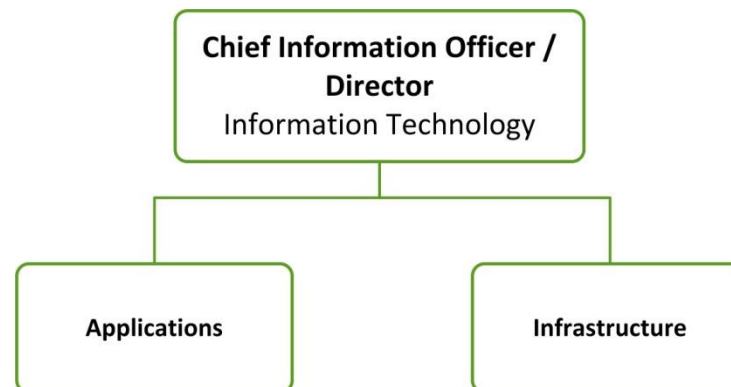 Chief Information Officer /
Director
Information Technology
Applications
Infrastructure